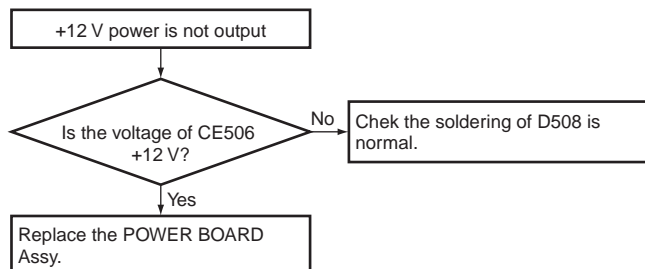 +12 V power is not output
Is the voltage of CE506
+12 V?
No
Chek the soldering of D508 is
normal.
Yes
Replace the POWER BOARD
Assy.